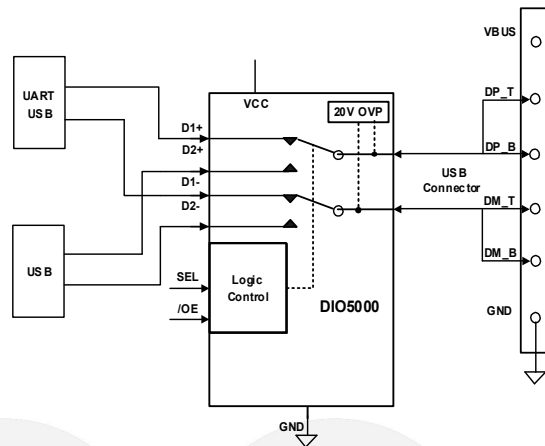 VBUS
UART
USB
VCC
20V OVP
DP_T
D1+
D2+
DP_B
D1-
USB
Connector
DM_T
D2-
USB
SEL
Logic
Control
DM_B
/OE
DIO5000
GND
GND